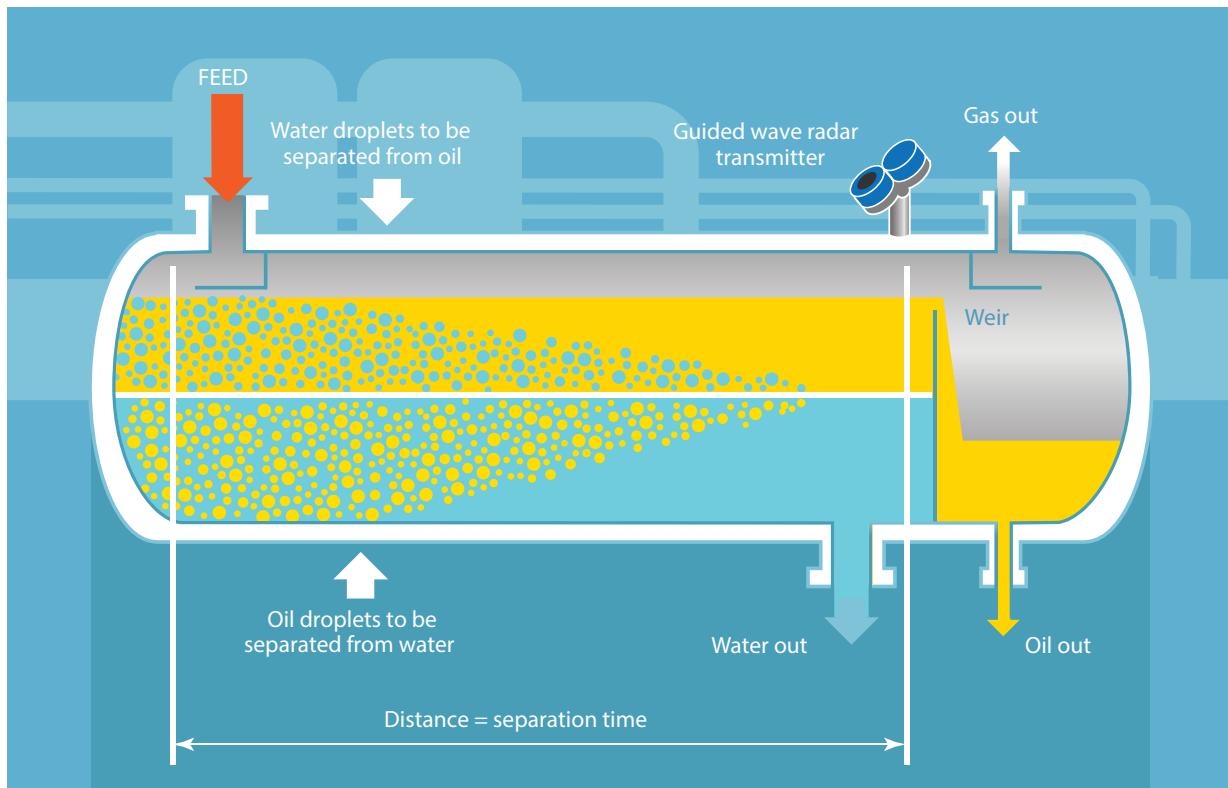 FEED
Water droplets to be
separated from oil
Guided wave radar
transmitter
Gas out
Weir
Oil droplets to be
separated from water
Water out
Oil out
Distance = separation time